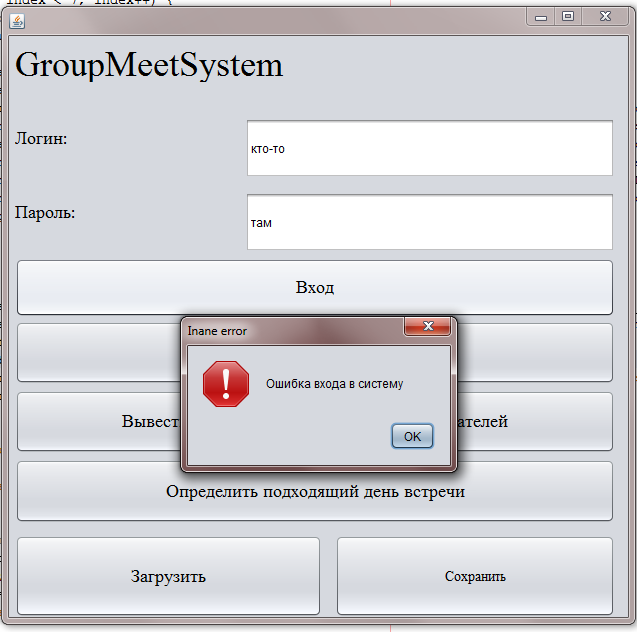 index < 7; index++) {
GroupMeetSystem
Логин:
кто-то
Пароль:
там
Вход
Inane error
Ошибка входа в систему
OK
Вывест
ателей
Определить подходящий день встречи
Загрузить
Сохранить